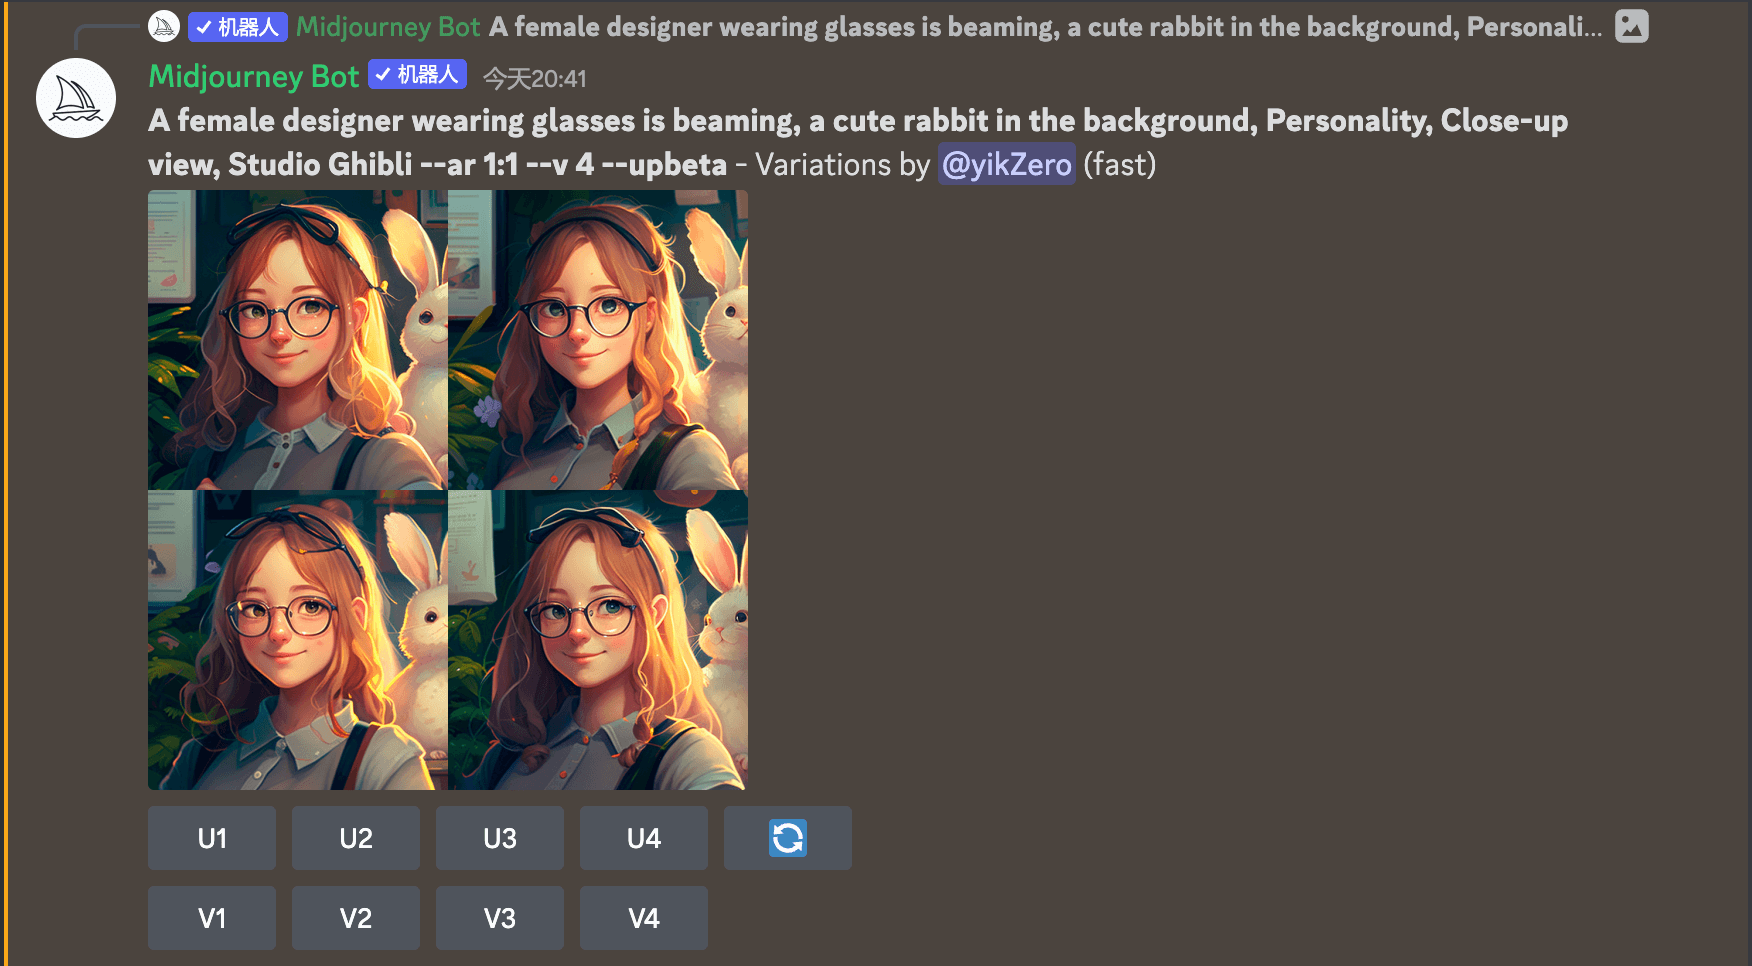 机器人 Midjourney Bot A female designer wearing glasses is beaming, a cute rabbit in the background, Personali...
Midjourney Bot 机器人 今天20:41
A female designer wearing glasses is beaming, a cute rabbit in the background, Personality, Close-up
view, Studio Ghibli --ar 1:1 --v 4 --upbeta - Variations by @yikZero (fast)
U1 U2 U3 U4
V1 V2 V3 V4